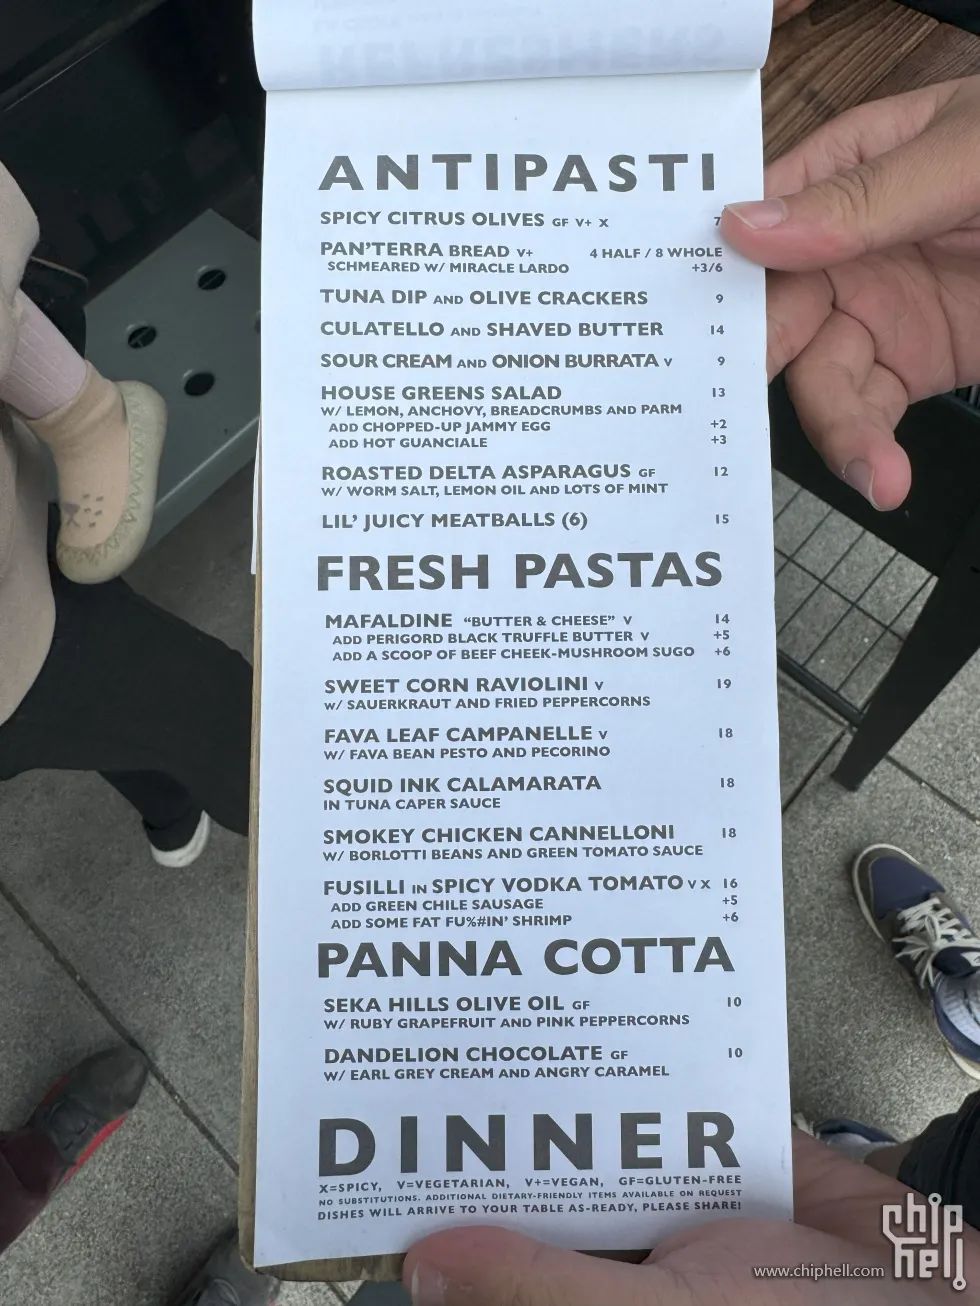 ANTIPASTI
SPICY CITRUS OLIVES GF V+ X 7
PAN'TERRA BREAD V+ 4 HALF / 8 WHOLE
SCHMEARED W/ MIRACLE LARDO +3/6
TUNA DIP AND OLIVE CRACKERS 9
CULATELLO AND SHAVED BUTTER 14
SOUR CREAM AND ONION BURRATA V 9
HOUSE GREENS SALAD 13
W/ LEMON, ANCHOVY, BREADCRUMBS AND PARM
ADD CHOPPED-UP JAMMY EGG +2
ADD HOT GUANCIALE +3
ROASTED DELTA ASPARAGUS GF 12
W/ WORM SALT, LEMON OIL AND LOTS OF MINT
LIL' JUICY MEATBALLS (6) 15
FRESH PASTAS
MAFALDINE "BUTTER & CHEESE" V 14
ADD PERIGORD BLACK TRUFFLE BUTTER V +5
ADD A SCOOP OF BEEF CHEEK-MUSHROOM SUGO +6
SWEET CORN RAVIOLINI V 19
W/ SAUERKRAUT AND FRIED PEPPERCORNS
FAVA LEAF CAMPANELLE V 18
W/ FAVA BEAN PESTO AND PECORINO
SQUID INK CALAMARATA 18
IN TUNA CAPER SAUCE
SMOKEY CHICKEN CANNELLONI 18
W/ BORLOTTI BEANS AND GREEN TOMATO SAUCE
FUSILLI IN SPICY VODKA TOMATO V X 16
ADD GREEN CHILE SAUSAGE +5
ADD SOME FAT FU%#IN' SHRIMP +6
PANNA COTTA
SEKA HILLS OLIVE OIL GF 10
W/ RUBY GRAPEFRUIT AND PINK PEPPERCORNS
DANDELION CHOCOLATE GF 10
W/ EARL GREY CREAM AND ANGRY CARAMEL
DINNER
X=SPICY, V=VEGETARIAN, V+=VEGAN, GF=GLUTEN-FREE
NO SUBSTITUTIONS. ADDITIONAL DIETARY-FRIENDLY ITEMS AVAILABLE ON REQUEST
DISHES WILL ARRIVE TO YOUR TABLE AS-READY, PLEASE SHARE!
chip
hell
www.chiphell.com